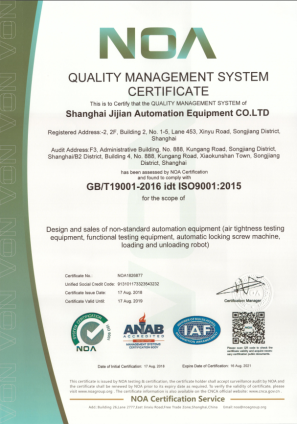 NOA
QUALITY MANAGEMENT SYSTEM
CERTIFICATE
This is to Certify that the QUALITY MANAGEMENT SYSTEM of
Shanghai Jijian Automation Equipment CO.LTD
Registered Address:-2, 2F, Building 2, No. 1-5, Lane 453, Xinyu Road, Songjiang District,
Shanghai
Audit Address:F3, Administrative Building, No. 888, Kungang Road, Songjiang District,
Shanghai/B2 District, Building 4, No. 888, Kungang Road, Xiaokunshan Town, Songjiang
District, Shanghai
has been assessed by NOA Certification
and found to comply with
GB/T19001-2016 idt ISO9001:2015
for the scope of
Design and sales of non-standard automation equipment (air tightness testing
equipment, functional testing equipment, automatic locking screw machine,
loading and unloading robot)
Certificate No.:
Unified Social Credit Code:
Certificate Issue Date: 17 Aug. 2019
Certificate Valid Until: 17 Aug. 2019
Certification Manager
NOA
ANAB
ACCREDITED
MANAGEMENT SYSTEMS
CERTIFICATION BODY
IAF
Date of Initial Certification: 17 Aug. 2019
Expire Date of Certification: 16 Aug. 2021
NOA Certification Service